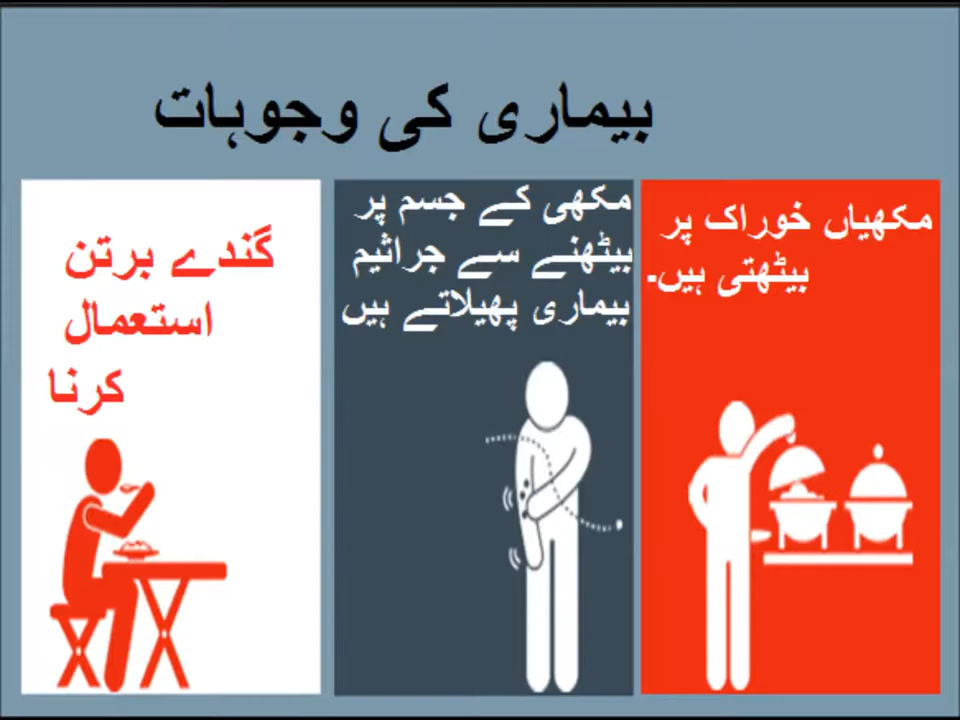 بیماری کی وجوہات
مکھیاں خوراک پر
بیٹھتی ہیں۔
مکھی کے جسم پر
بیٹھنے سے جراثیم
بیماری پھیلاتے ہیں
گندے برتن
استعمال
کرنا